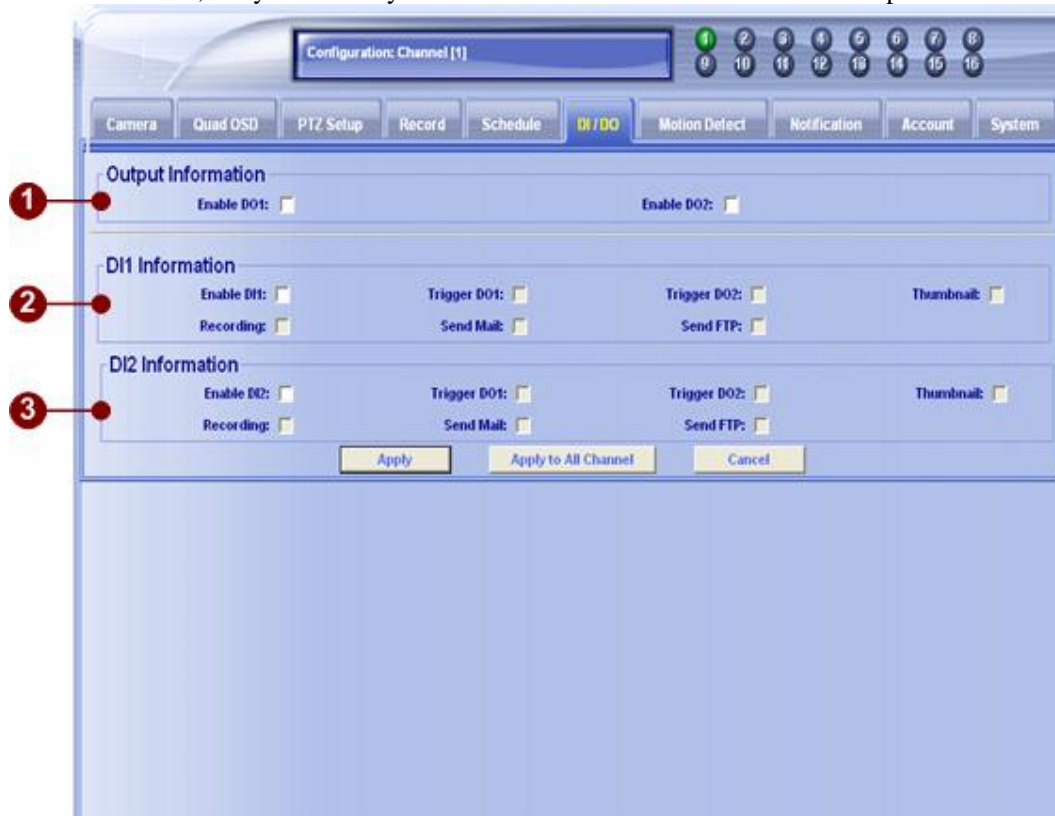 Configuration: Channel [1]
1 2 3 4 5 6 7 8
9 10 11 12 13 14 15 16
Camera Quad OSD PTZ Setup Record Schedule DI / DO Motion Detect Notification Account System
Output Information
1
Enable DO1: Enable DO2:
DI1 Information
Enable DI1: Trigger DO1: Trigger DO2: Thumbnail:
2
Recording: Send Mail: Send FTP:
DI2 Information
Enable DI2: Trigger DO1: Trigger DO2: Thumbnail:
3
Recording: Send Mail: Send FTP:
Apply Apply to All Channel Cancel